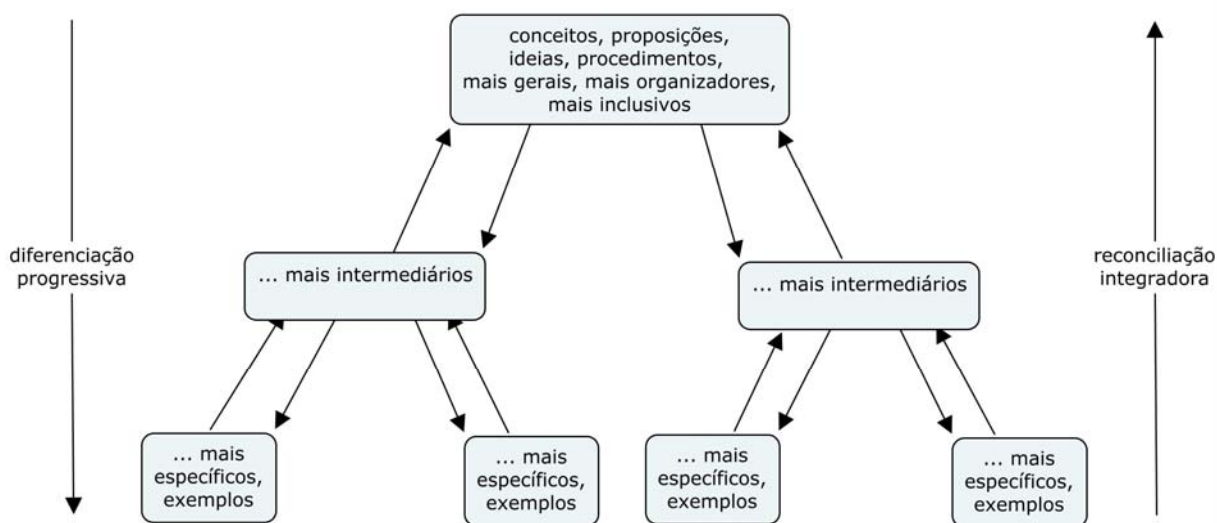 conceitos, proposições,
ideias, procedimentos,
mais gerais, mais organizadores,
mais inclusivos
diferenciação
progressiva
... mais intermediários
... mais intermediários
reconciliação
integradora
... mais
específicos,
exemplos
... mais
específicos,
exemplos
... mais
específicos,
exemplos
... mais
específicos,
exemplos